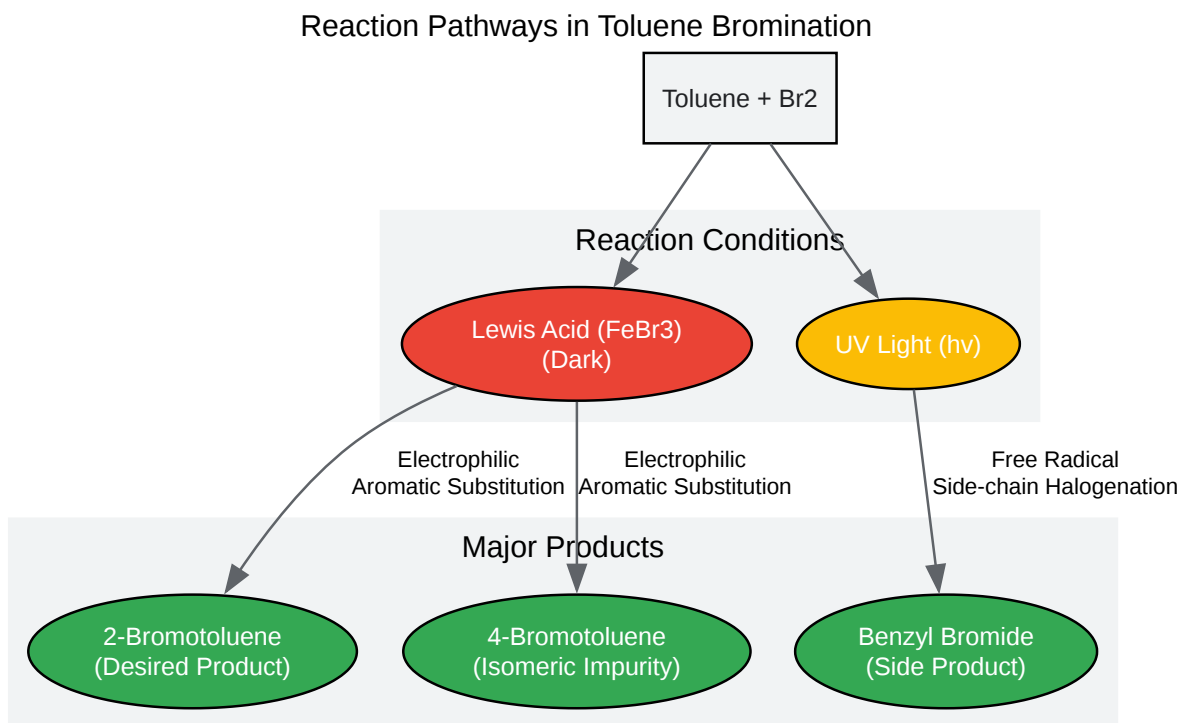 Reaction Pathways in Toluene Bromination
Toluene + Br2
Reaction Conditions
Lewis Acid (FeBr3)
(Dark)
UV Light (hv)
Electrophilic
Aromatic Substitution
Electrophilic
Aromatic Substitution
Free Radical
Side-chain Halogenation
Major Products
2-Bromotoluene
(Desired Product)
4-Bromotoluene
(Isomeric Impurity)
Benzyl Bromide
(Side Product)